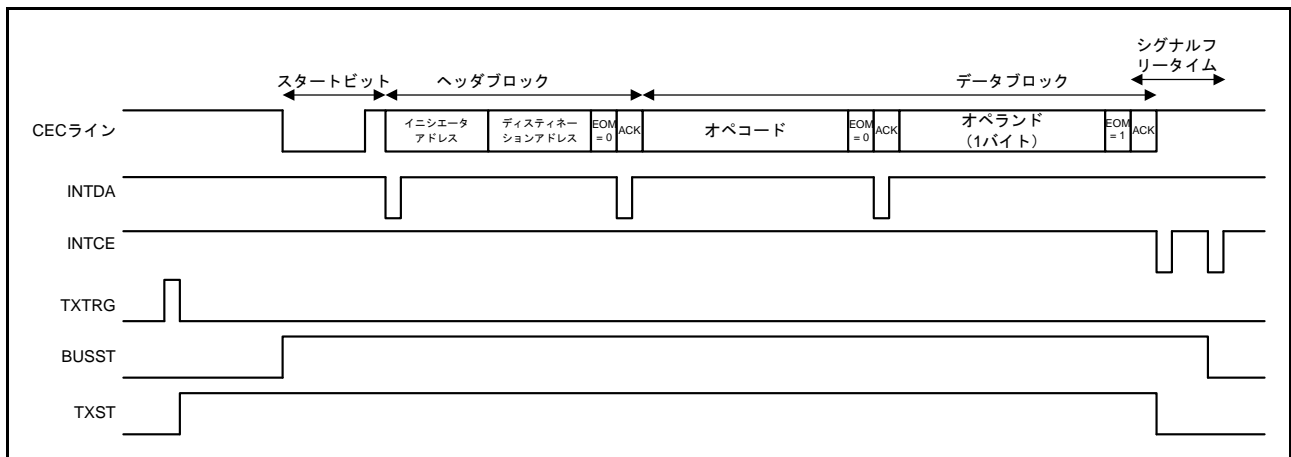 シグナルフ
リータイム
スタートビット
ヘッダブロック
データブロック
CECライン
イニシエータ
アドレス
ディスティネー
ションアドレス
EOM
= 0
ACK
オペコード
EOM
= 0
ACK
オペランド
(1バイト)
EOM
= 1
ACK
INTDA
INTCE
TXTRG
BUSST
TXST